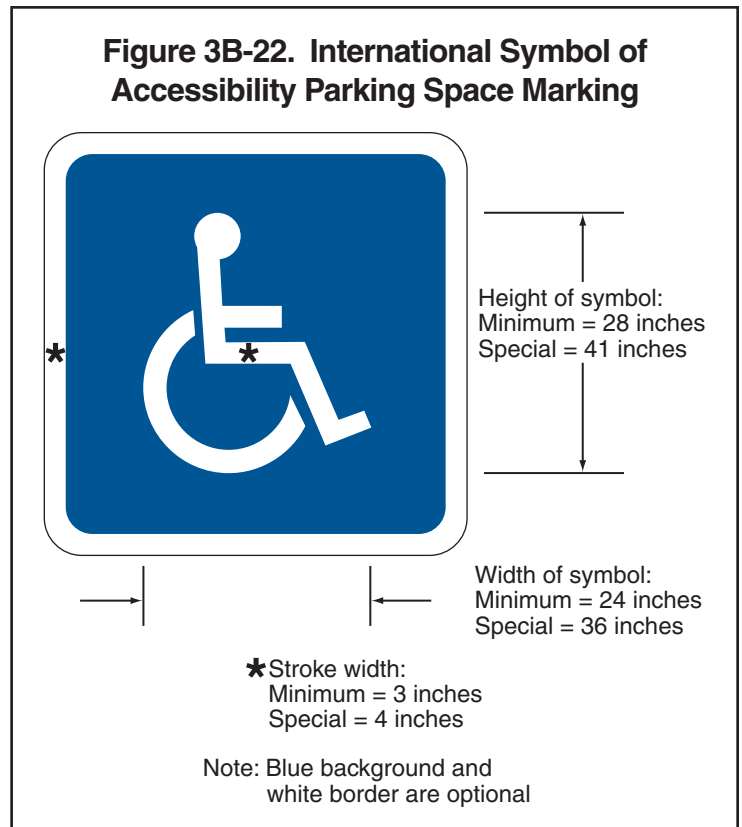 Figure 3B-22. International Symbol of
Accessibility Parking Space Marking
Height of symbol:
Minimum = 28 inches
Special = 41 inches
Width of symbol:
Minimum = 24 inches
Special = 36 inches
*Stroke width:
Minimum = 3 inches
Special = 4 inches
Note: Blue background and
white border are optional